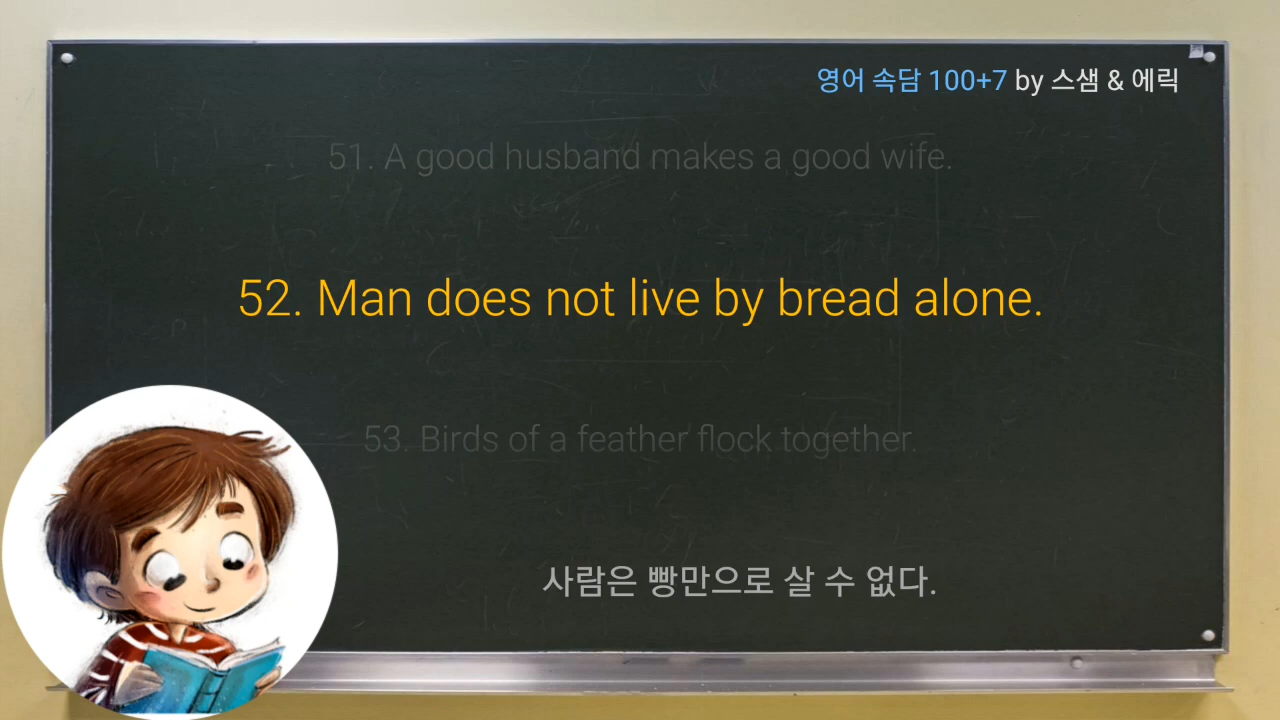 영어 속담 100+7 by 스샘 & 에릭
51. A good husband makes a good wife.
52. Man does not live by bread alone.
53. Birds of a feather flock together.
사람은 빵만으로 살 수 없다.